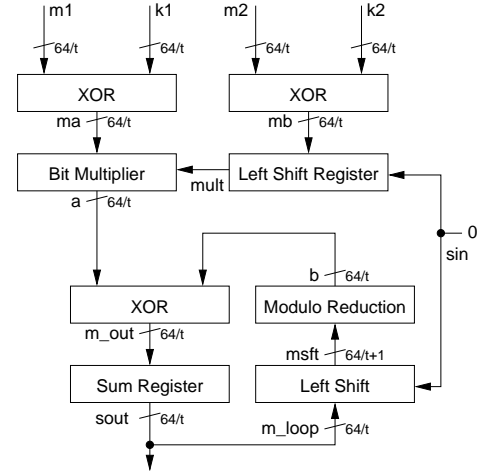 m1 k1 m2 k2
64/t 64/t 64/t 64/t
XOR XOR
ma 64/t mb 64/t
Bit Multiplier mult Left Shift Register
a 64/t
0
sin
b 64/t
XOR Modulo Reduction
m_out 64/t msft 64/t+1
Sum Register Left Shift
sout 64/t m_loop 64/t